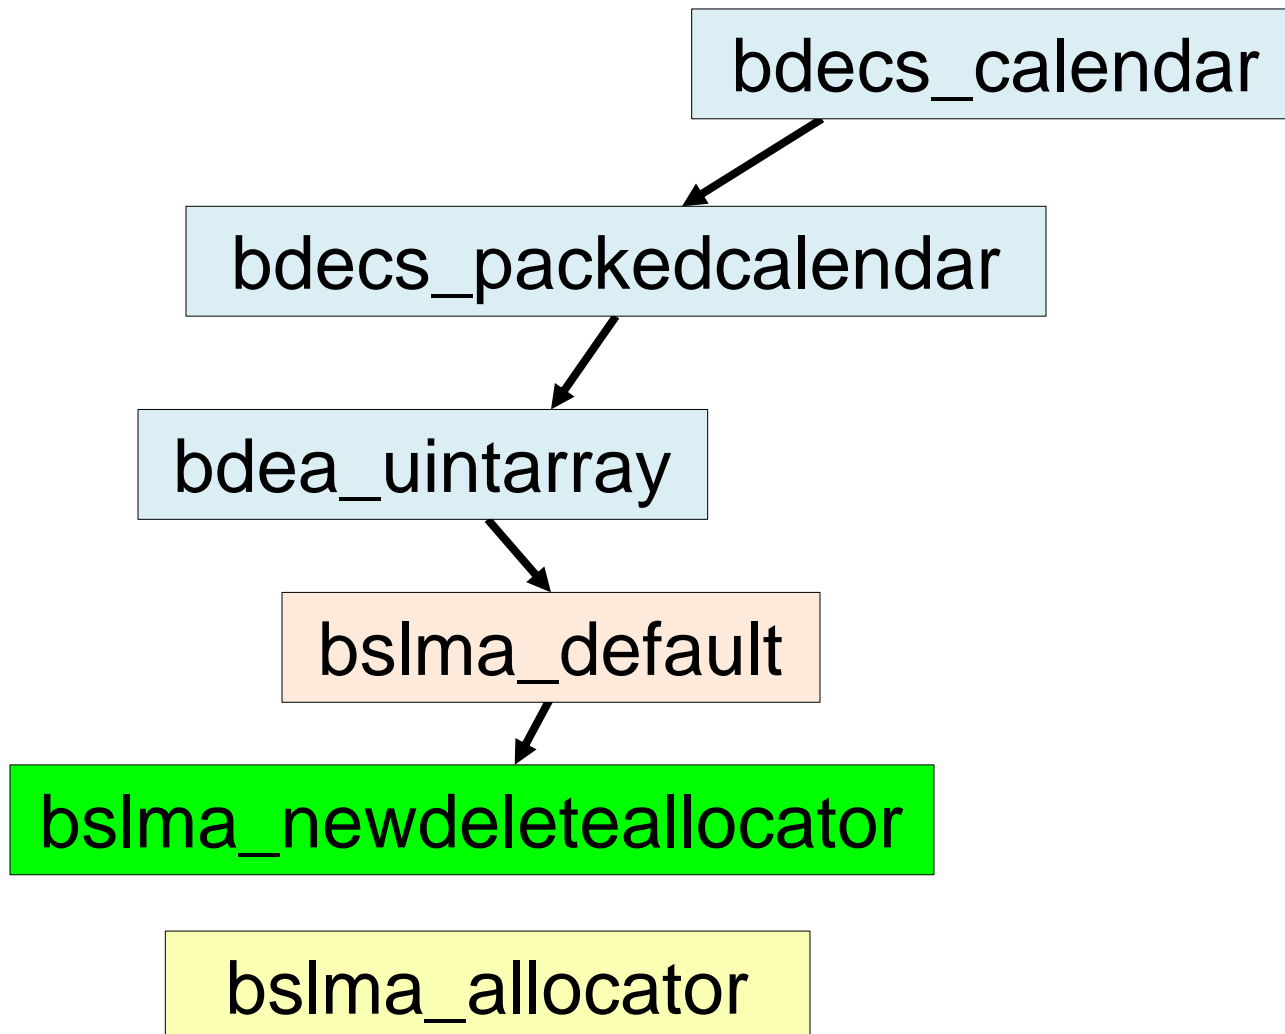 bdecs_calendar
bdecs_packedcalendar
bdea_uintarray
bslma_default
bslma_newdeleteallocator
bslma_allocator